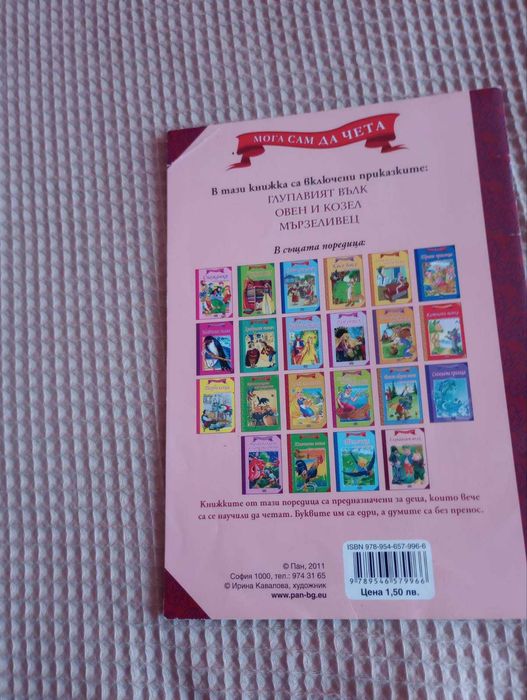 МОГА САМ ДА ЧЕТА
В тази книжка са включени приказките:
ГЛУПАВИЯТ ВЪЛК
ОВЕН И КОЗЕЛ
МЪРЗЕЛИВЕЦ
В същата поредица:
Книжките от тази поредица са предназначени за деца, които вече
са се научили да четат. Буквите им са едри, а думите са без пренос.
ISBN 978-954-657-996-6
9 789546 579966
Цена 1,50 лв.
© Пан, 2011
София 1000, тел.: 974 31 65
© Ирина Кавалова, художник
www.pan-bg.eu